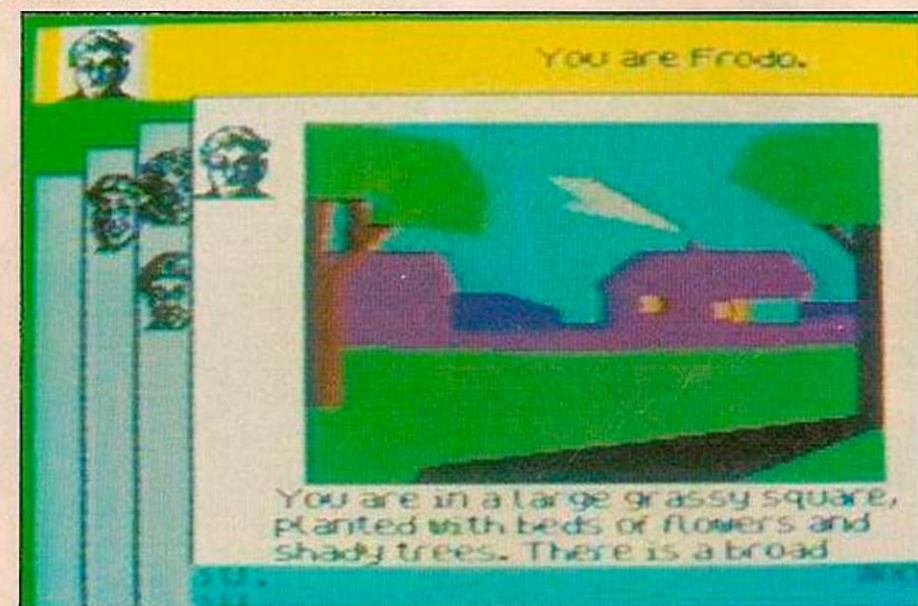 You are Frodo.
You are in a large grassy square,
planted with beds of flowers and
shady trees. There is a broad